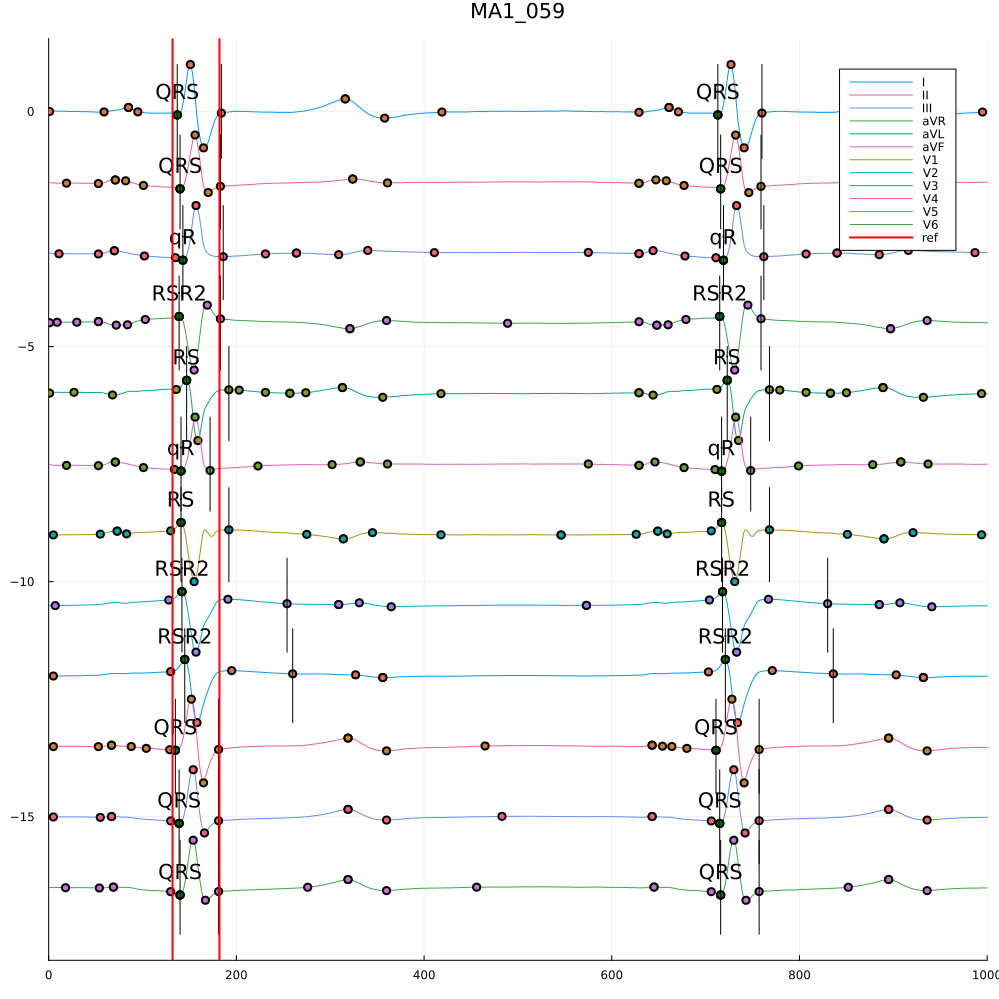 MA1_059
I
II
III
aVR
aVL
aVF
V1
V2
V3
V4
V5
V6
ref
0
−5
−10
−15
QRS QRS
QRS QRS
qR qR
RSR2 RSR2
RS RS
qR qR
RS RS
RSR2 RSR2
RSR2 RSR2
QRS QRS
QRS QRS
QRS QRS
0 200 400 600 800 1000